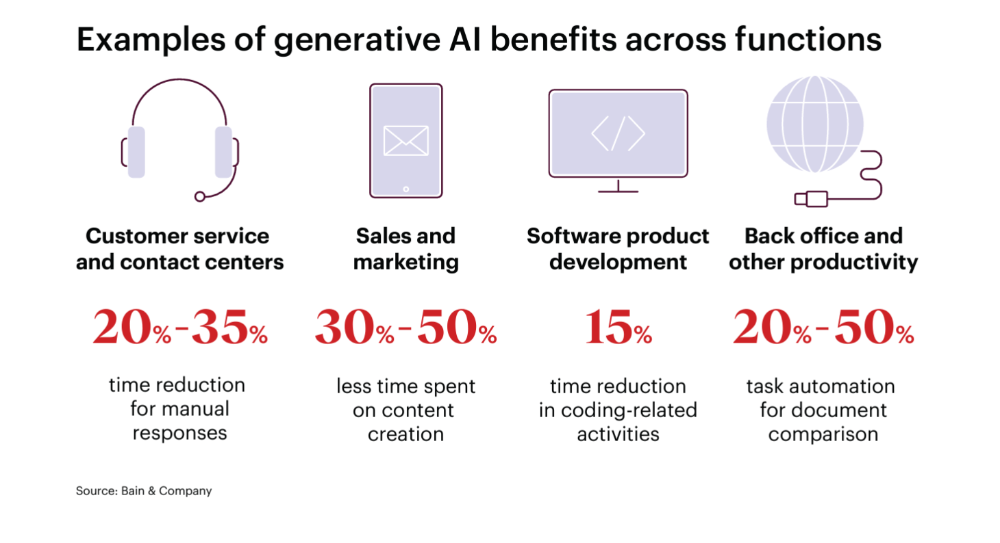 Examples of generative AI benefits across functions
Customer service
and contact centers
20%-35%
time reduction
for manual
responses
Sales and
marketing
30%-50%
less time spent
on content
creation
</>
Software product
development
15%
time reduction
in coding-related
activities
Back office and
other productivity
20%-50%
task automation
for document
comparison
Source: Bain & Company